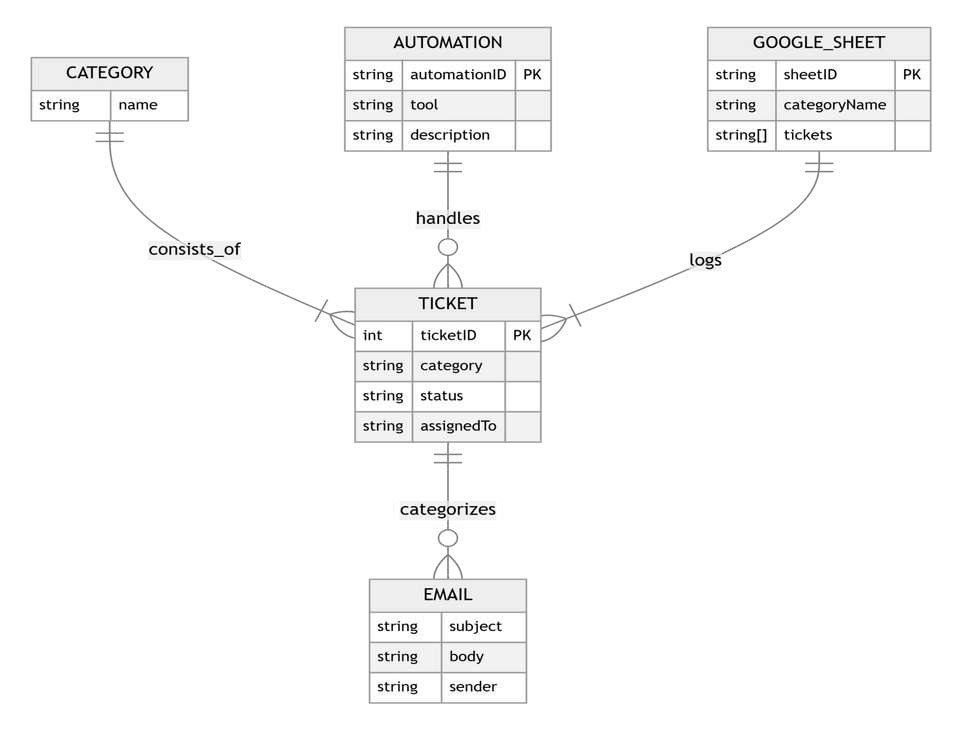 CATEGORY
string name
AUTOMATION
string automationID PK
string tool
string description
GOOGLE_SHEET
string sheetID PK
string categoryName
string[] tickets
handles
consists_of
logs
TICKET
int ticketID PK
string category
string status
string assignedTo
categorizes
EMAIL
string subject
string body
string sender